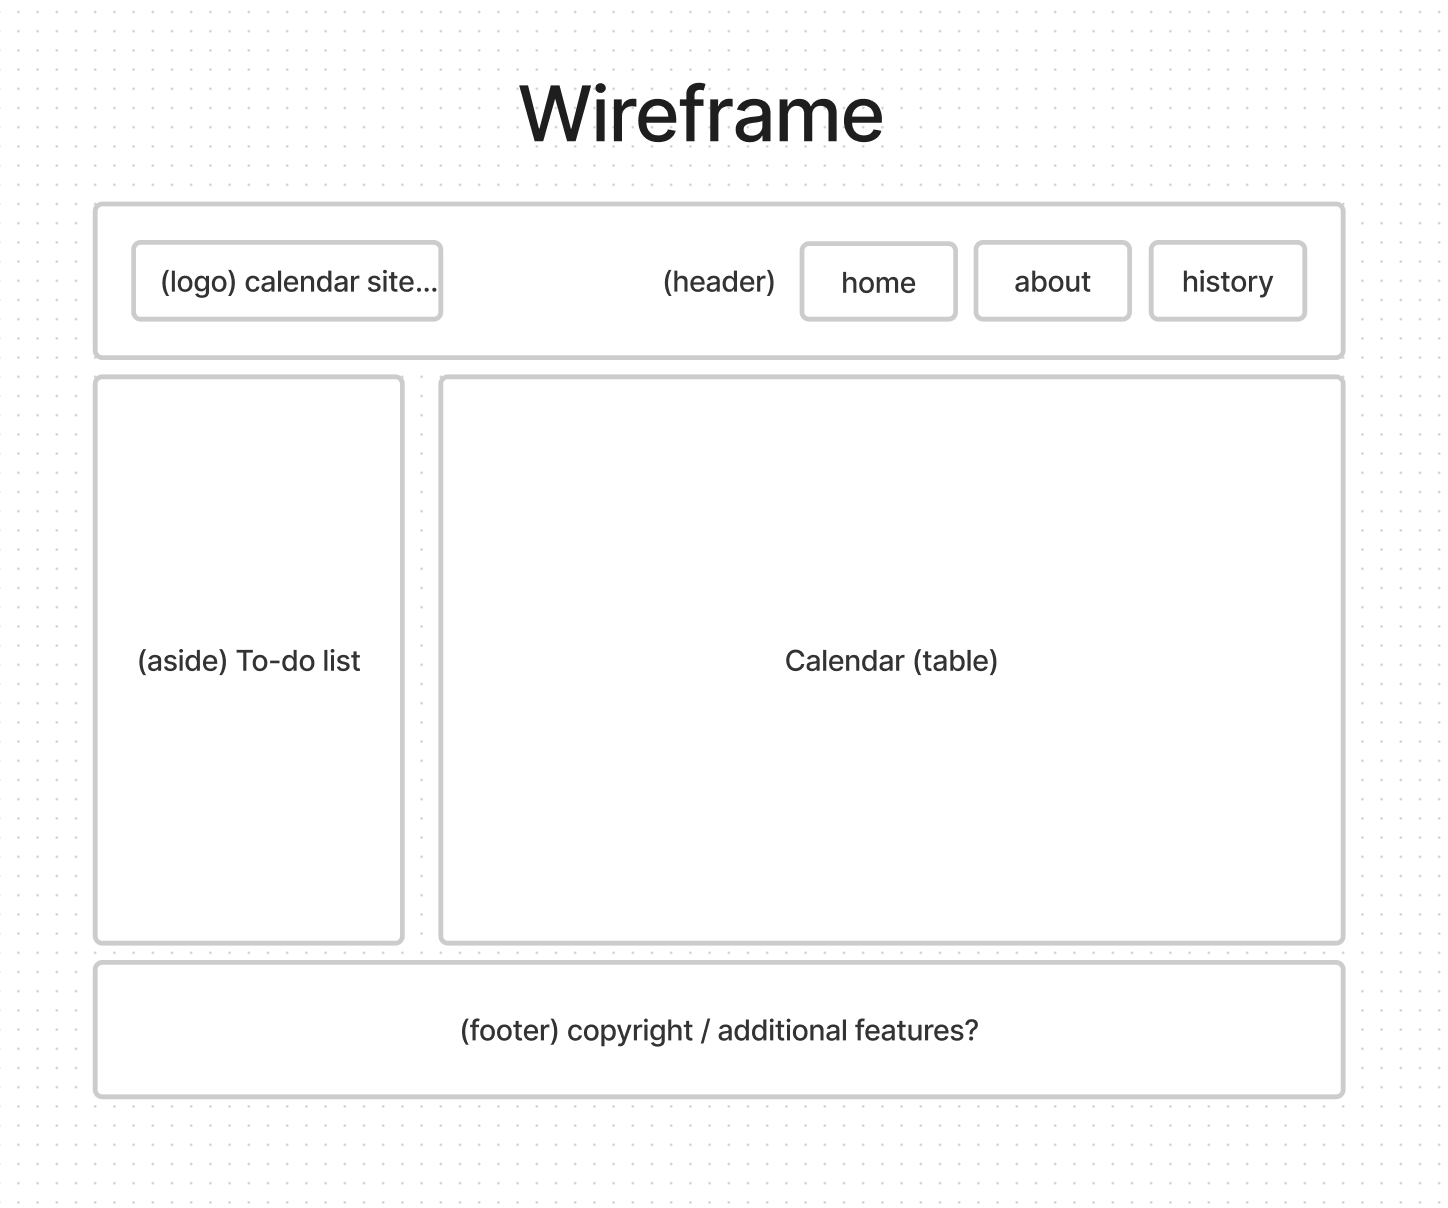 Wireframe
(logo) calendar site...
(header)
home
about
history
(aside) To-do list
Calendar (table)
(footer) copyright / additional features?